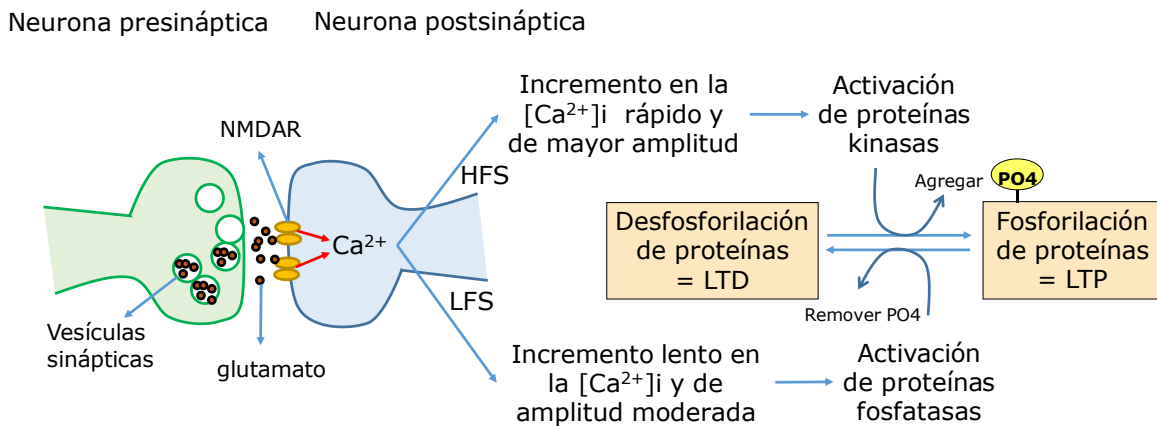 Neurona presináptica
Neurona postsináptica
Incremento en la
[Ca²⁺]i rápido y
de mayor amplitud
Activación
de proteínas
kinasas
NMDAR
HFS
Agregar
PO4
Ca²⁺
Desfosforilación
de proteínas
= LTD
Fosforilación
de proteínas
= LTP
LFS
Remover PO4
Vesículas
sinápticas
glutamato
Incremento lento en
la [Ca²⁺]i y de
amplitud moderada
Activación
de proteínas
fosfatasas